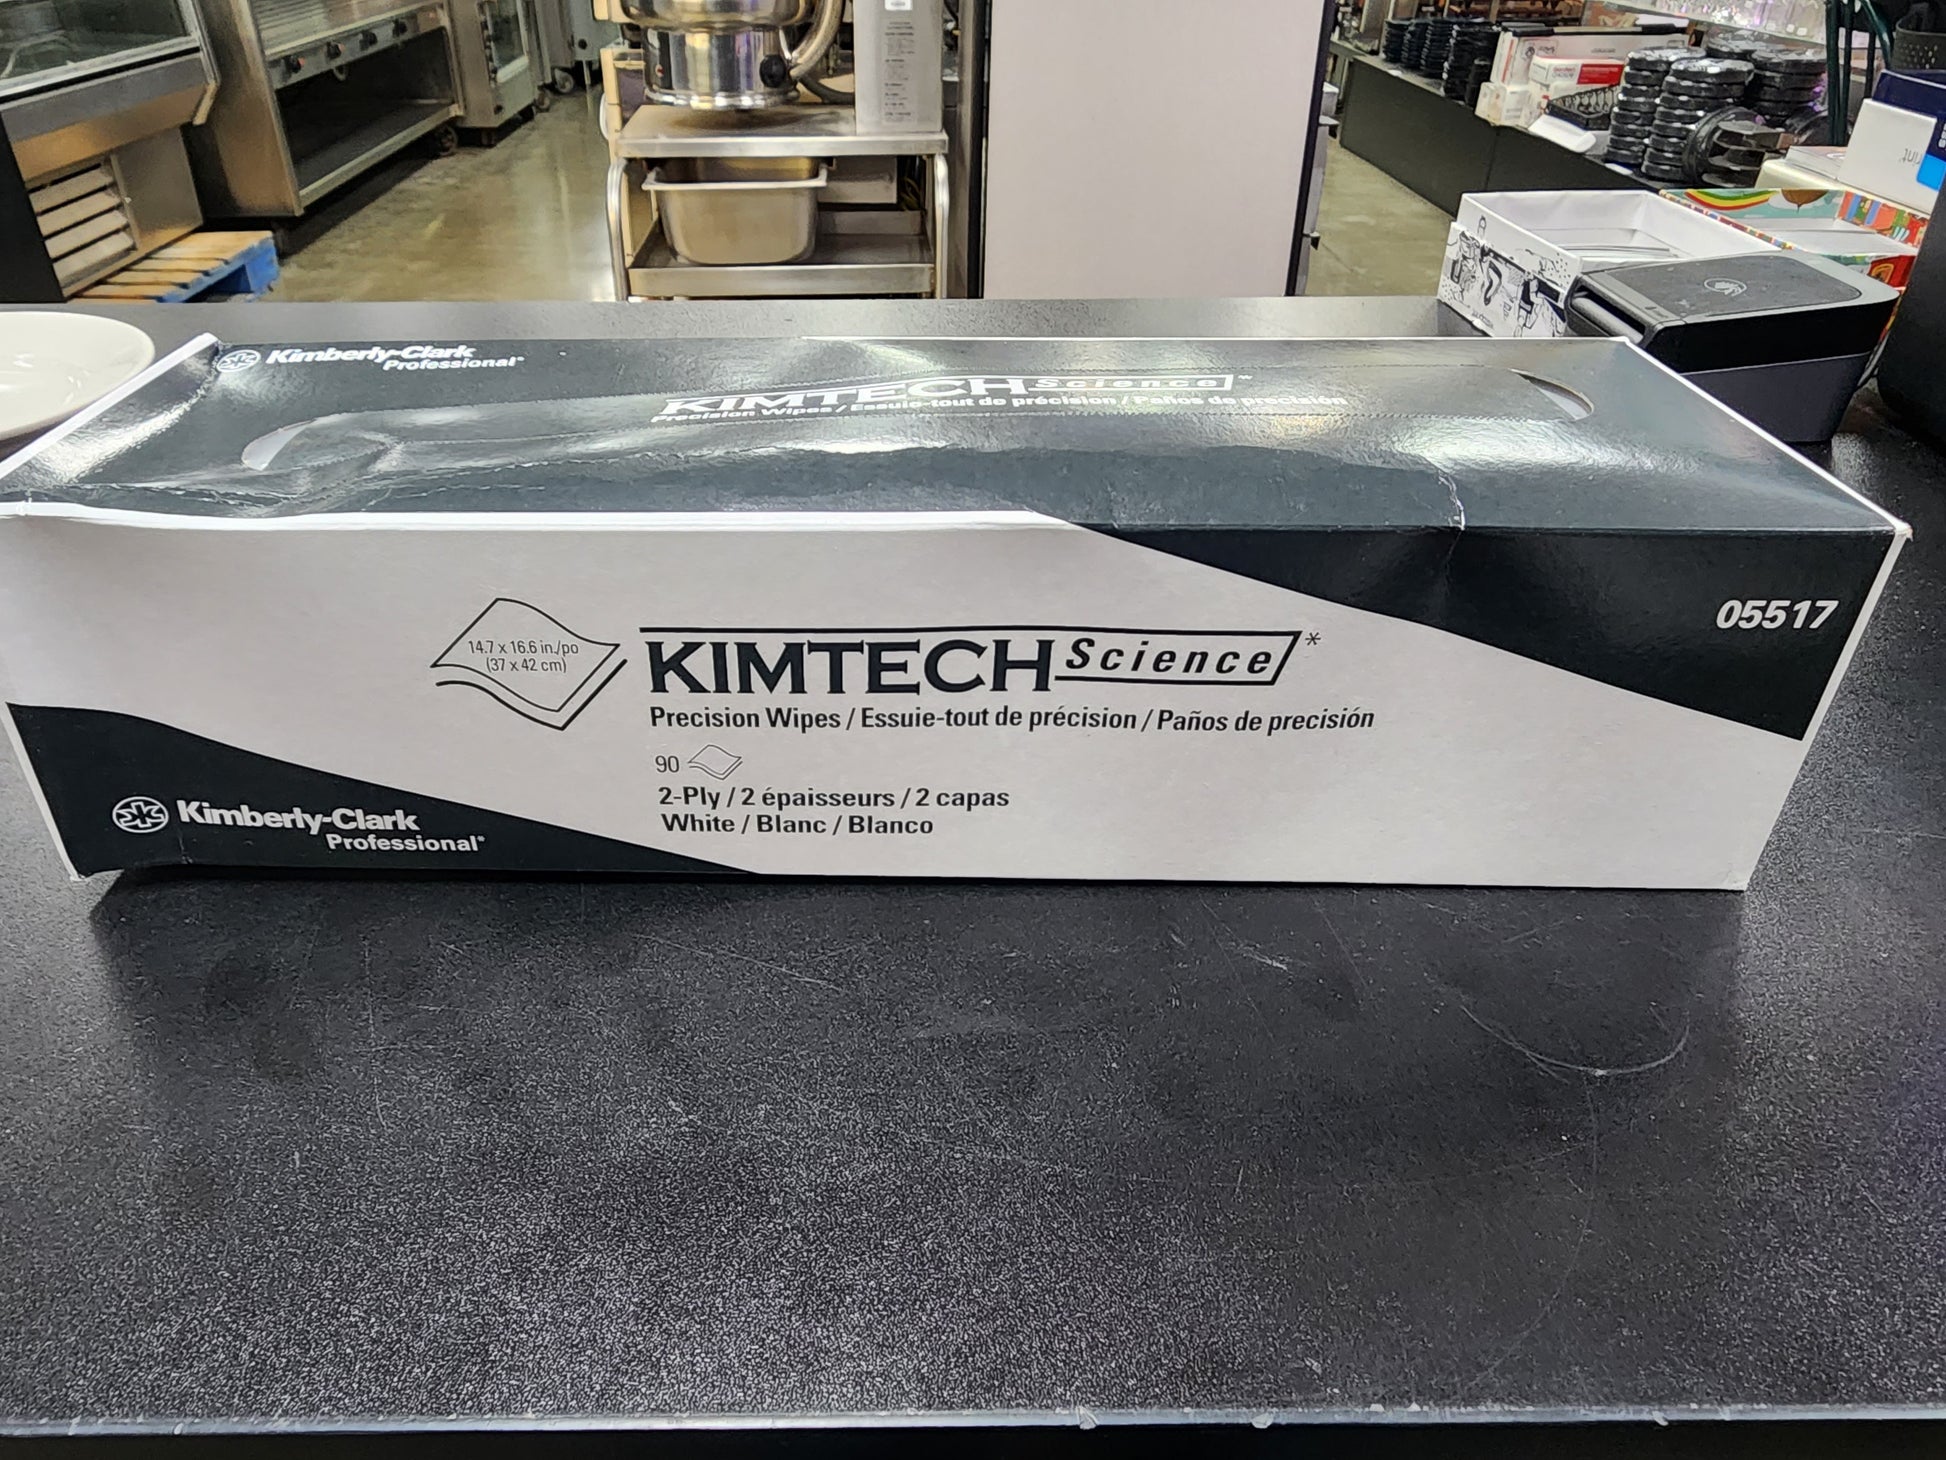 Kimberly-Clark
Professional*
KIMTECH Science*
Precision Wipes / Essuie-tout de précision / Paños de precisión
05517
14.7 x 16.6 in./po
(37 x 42 cm)
KIMTECH Science*
Precision Wipes / Essuie-tout de précision / Paños de precisión
90
2-Ply / 2 épaisseurs / 2 capas
White / Blanc / Blanco
Kimberly-Clark
Professional*